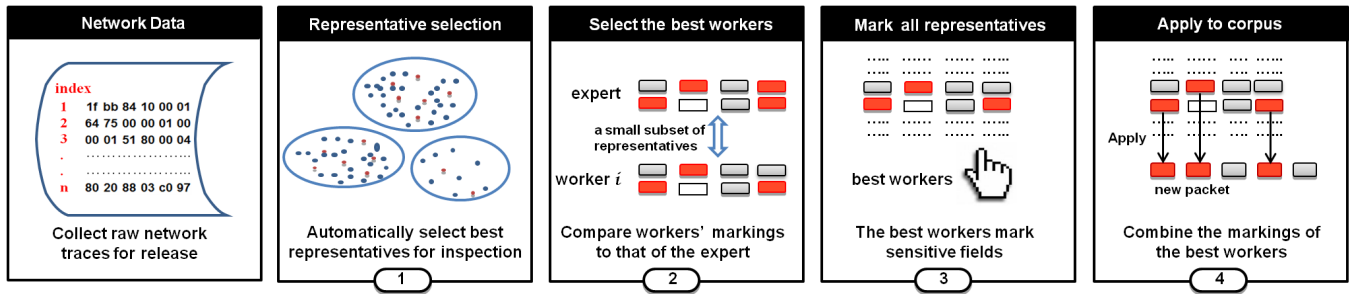 Network Data
index
1 1f bb 84 10 00 01
2 64 75 00 00 01 00
3 00 01 51 80 00 04
. .....................
. .....................
n 80 20 88 03 c0 97
Collect raw network
traces for release
Representative selection
Automatically select best
representatives for inspection
1
Select the best workers
expert
a small subset of
representatives
worker i
Compare workers' markings
to that of the expert
2
Mark all representatives
...... ...... ...... ......
...... ...... ...... ......
...... ...... ...... ......
...... ...... ...... ......
best workers
The best workers mark
sensitive fields
3
Apply to corpus
...... ...... .... ......
...... ...... .... ......
...... ...... .... ......
...... ...... .... ......
Apply
new packet
Combine the markings of
the best workers
4